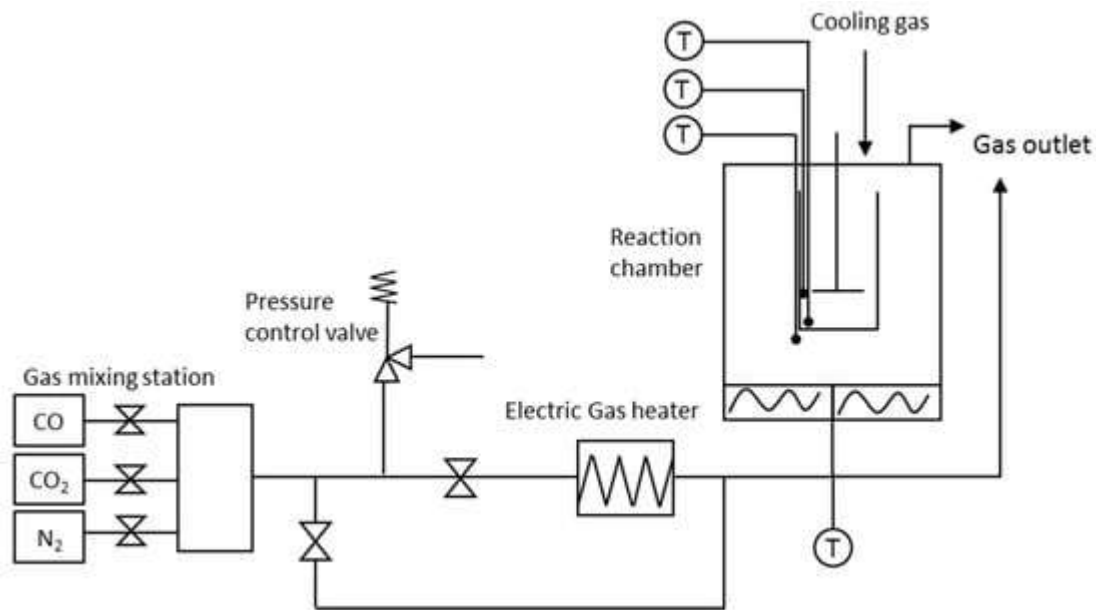 Cooling gas
T
T
T
Gas outlet
Reaction
chamber
Pressure
control valve
Gas mixing station
Electric Gas heater
CO
CO₂
N₂
T